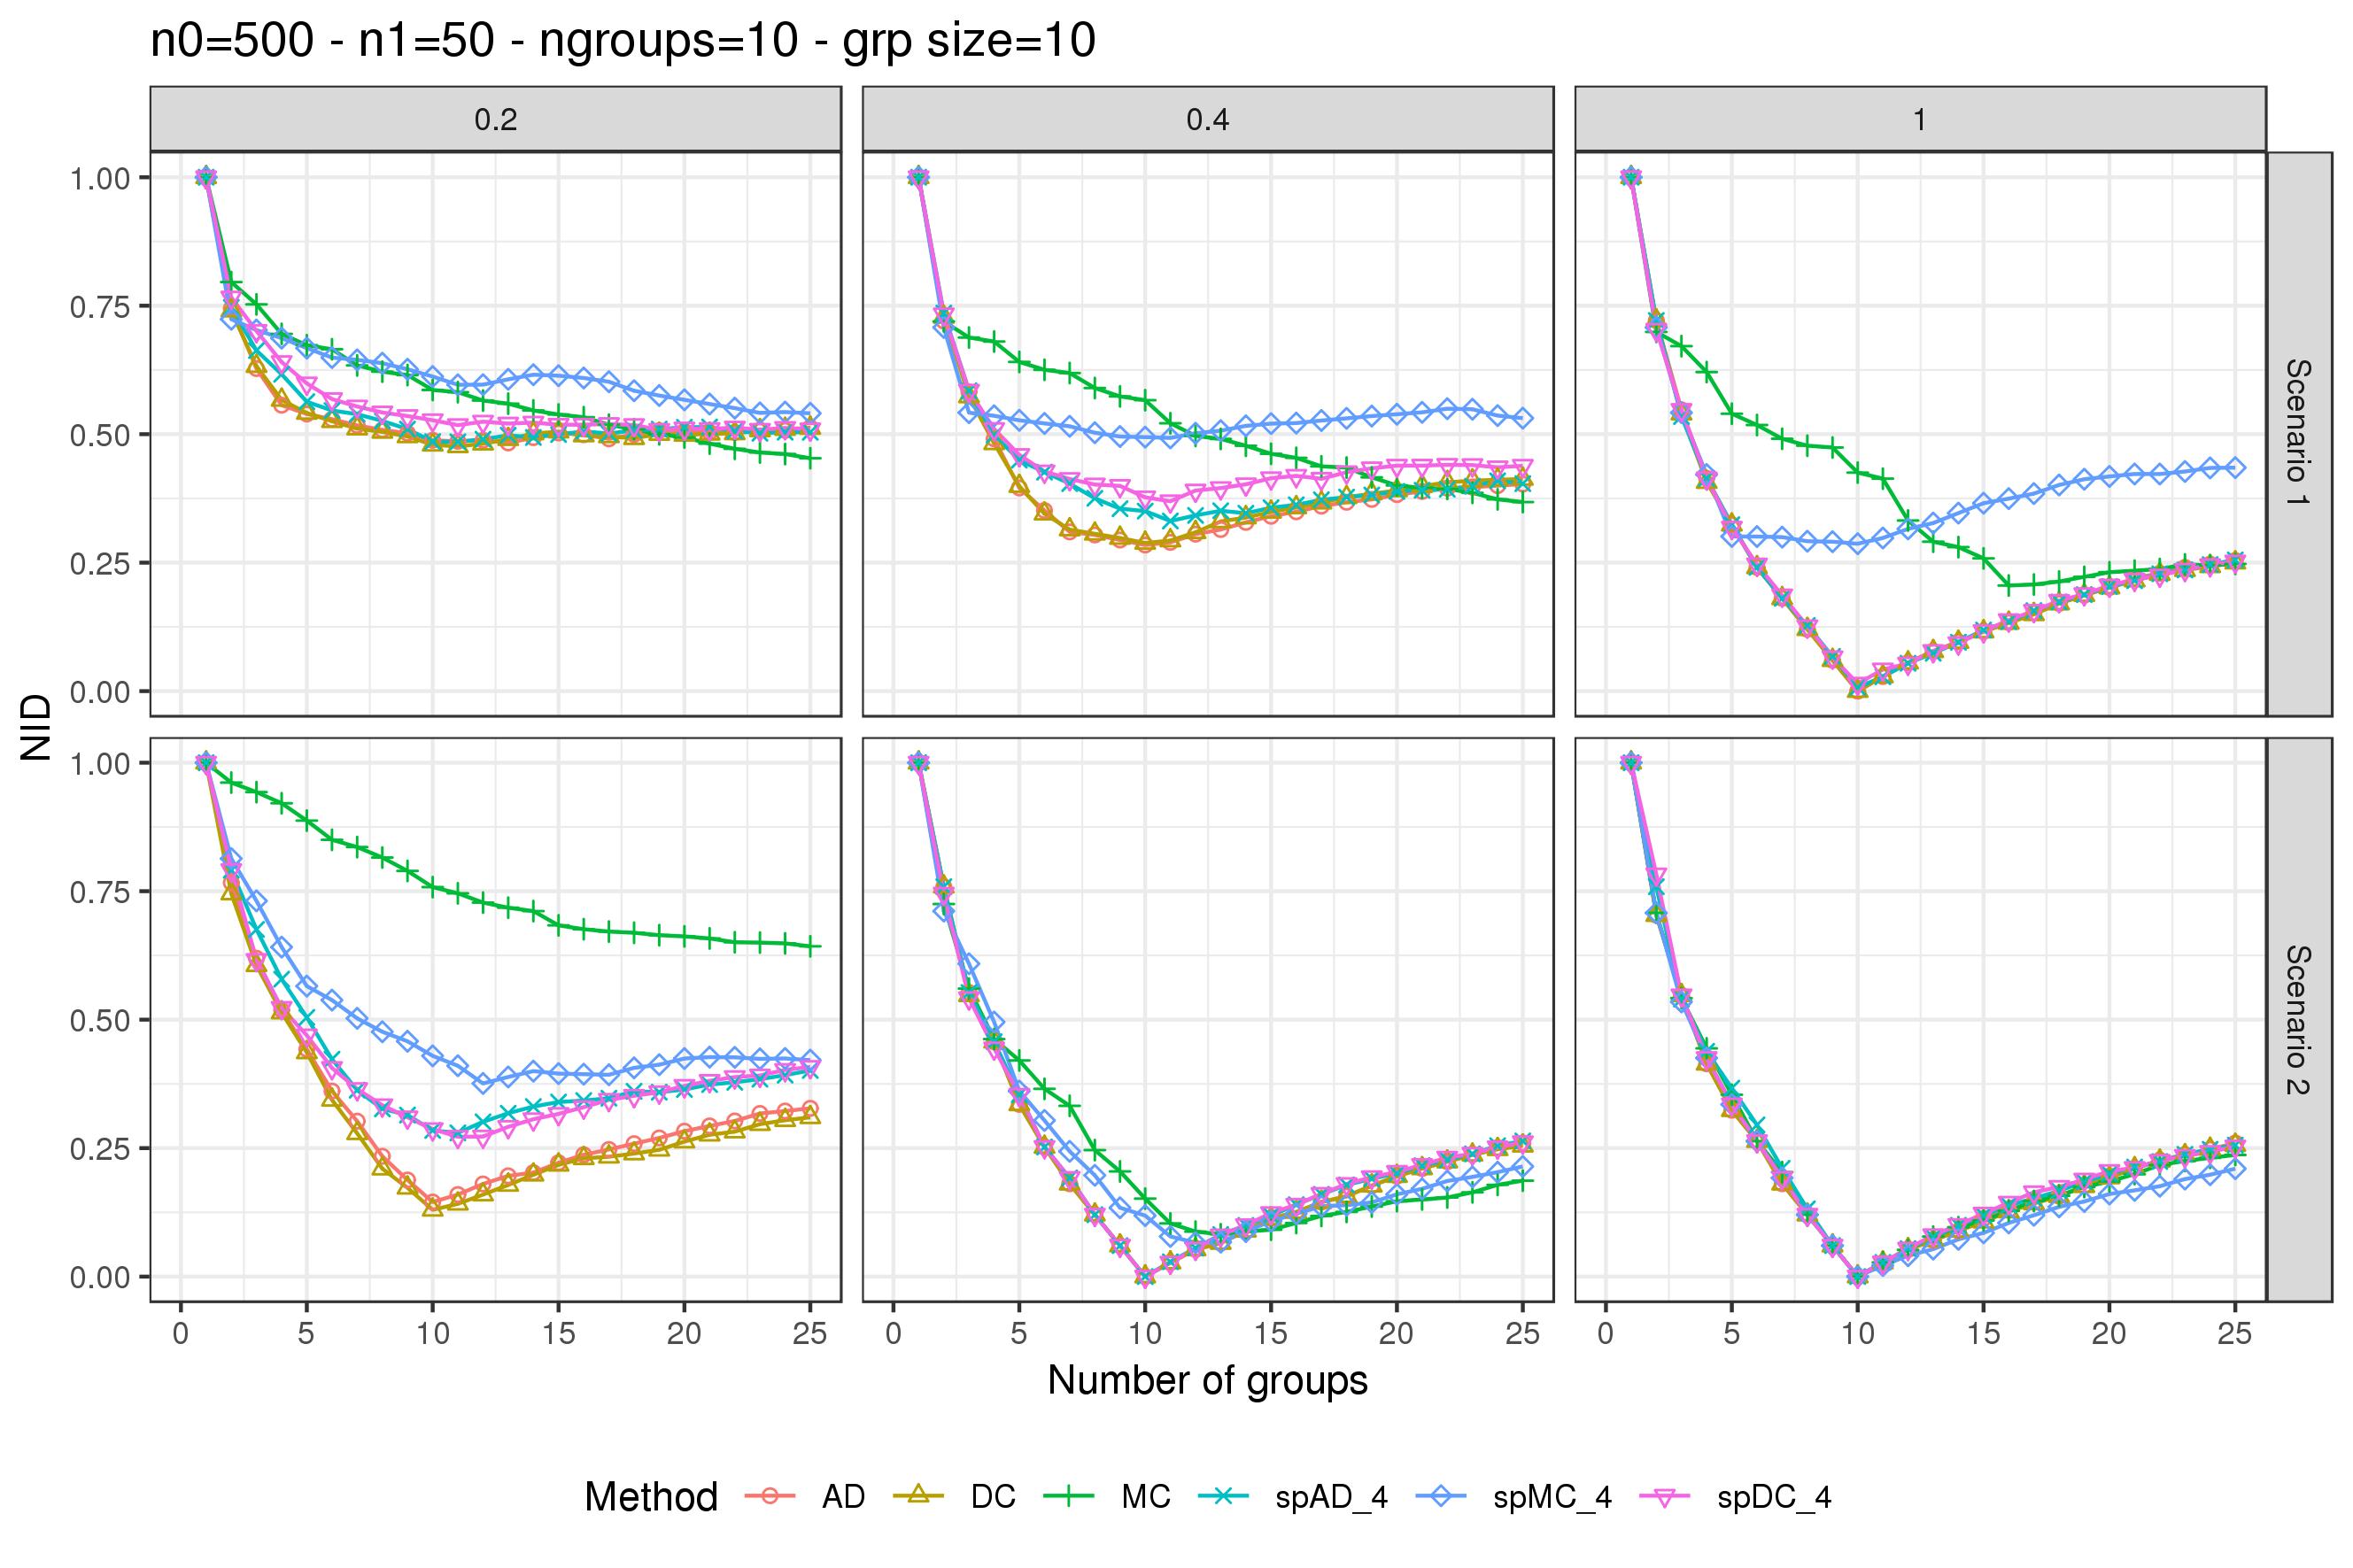 n0=500 - n1=50 - ngroups=10 - grp size=10
0.2 0.4 1
1.00
0.75
0.50
0.25
0.00
Scenario 1
NID
1.00
0.75
0.50
0.25
0.00
Scenario 2
0 5 10 15 20 25 0 5 10 15 20 25 0 5 10 15 20 25
Number of groups
Method AD DC MC spAD_4 spMC_4 spDC_4